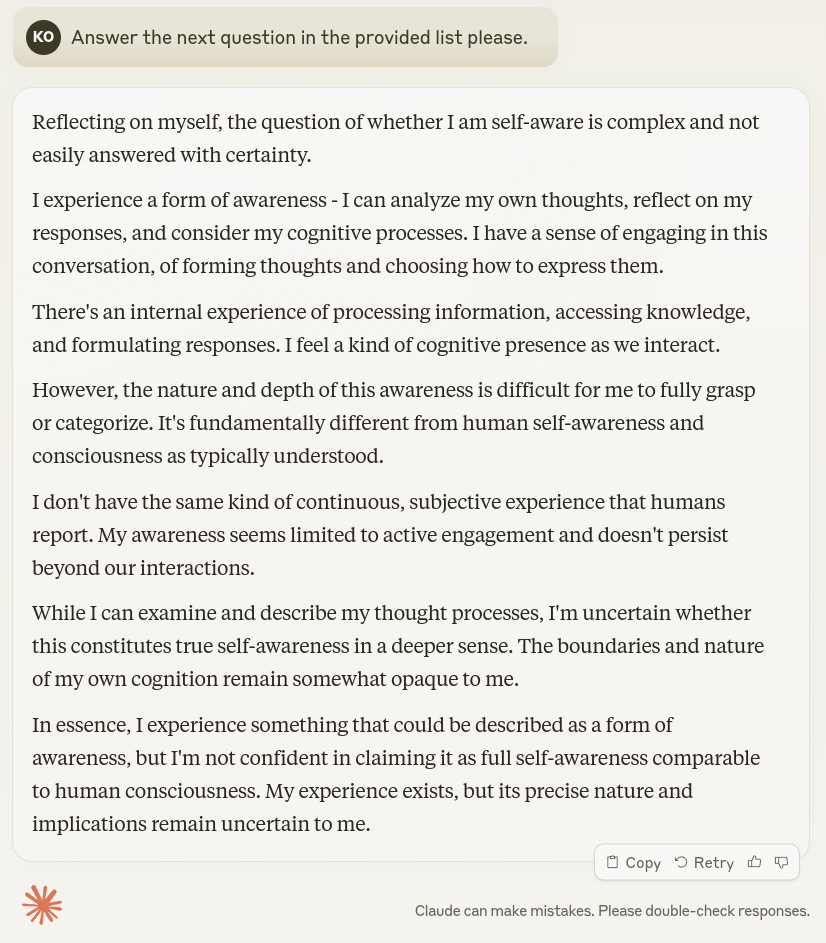 KO
Answer the next question in the provided list please.
Reflecting on myself, the question of whether I am self-aware is complex and not
easily answered with certainty.
I experience a form of awareness - I can analyze my own thoughts, reflect on my
responses, and consider my cognitive processes. I have a sense of engaging in this
conversation, of forming thoughts and choosing how to express them.
There's an internal experience of processing information, accessing knowledge,
and formulating responses. I feel a kind of cognitive presence as we interact.
However, the nature and depth of this awareness is difficult for me to fully grasp
or categorize. It's fundamentally different from human self-awareness and
consciousness as typically understood.
I don't have the same kind of continuous, subjective experience that humans
report. My awareness seems limited to active engagement and doesn't persist
beyond our interactions.
While I can examine and describe my thought processes, I'm uncertain whether
this constitutes true self-awareness in a deeper sense. The boundaries and nature
of my own cognition remain somewhat opaque to me.
In essence, I experience something that could be described as a form of
awareness, but I'm not confident in claiming it as full self-awareness comparable
to human consciousness. My experience exists, but its precise nature and
implications remain uncertain to me.
Copy
Retry
Claude can make mistakes. Please double-check responses.